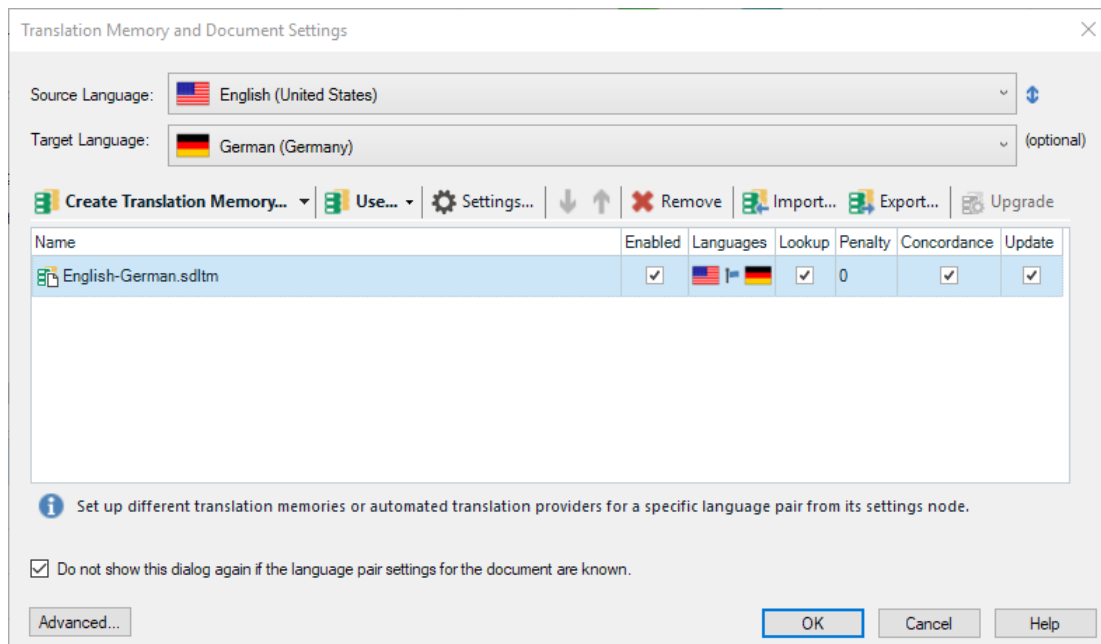 Translation Memory and Document Settings
Source Language: English (United States)
Target Language: German (Germany) (optional)
Create Translation Memory... Use... Settings... Remove Import... Export... Upgrade
Name Enabled Languages Lookup Penalty Concordance Update
English-German.sdltm 0
Set up different translation memories or automated translation providers for a specific language pair from its settings node.
Do not show this dialog again if the language pair settings for the document are known.
Advanced... OK Cancel Help